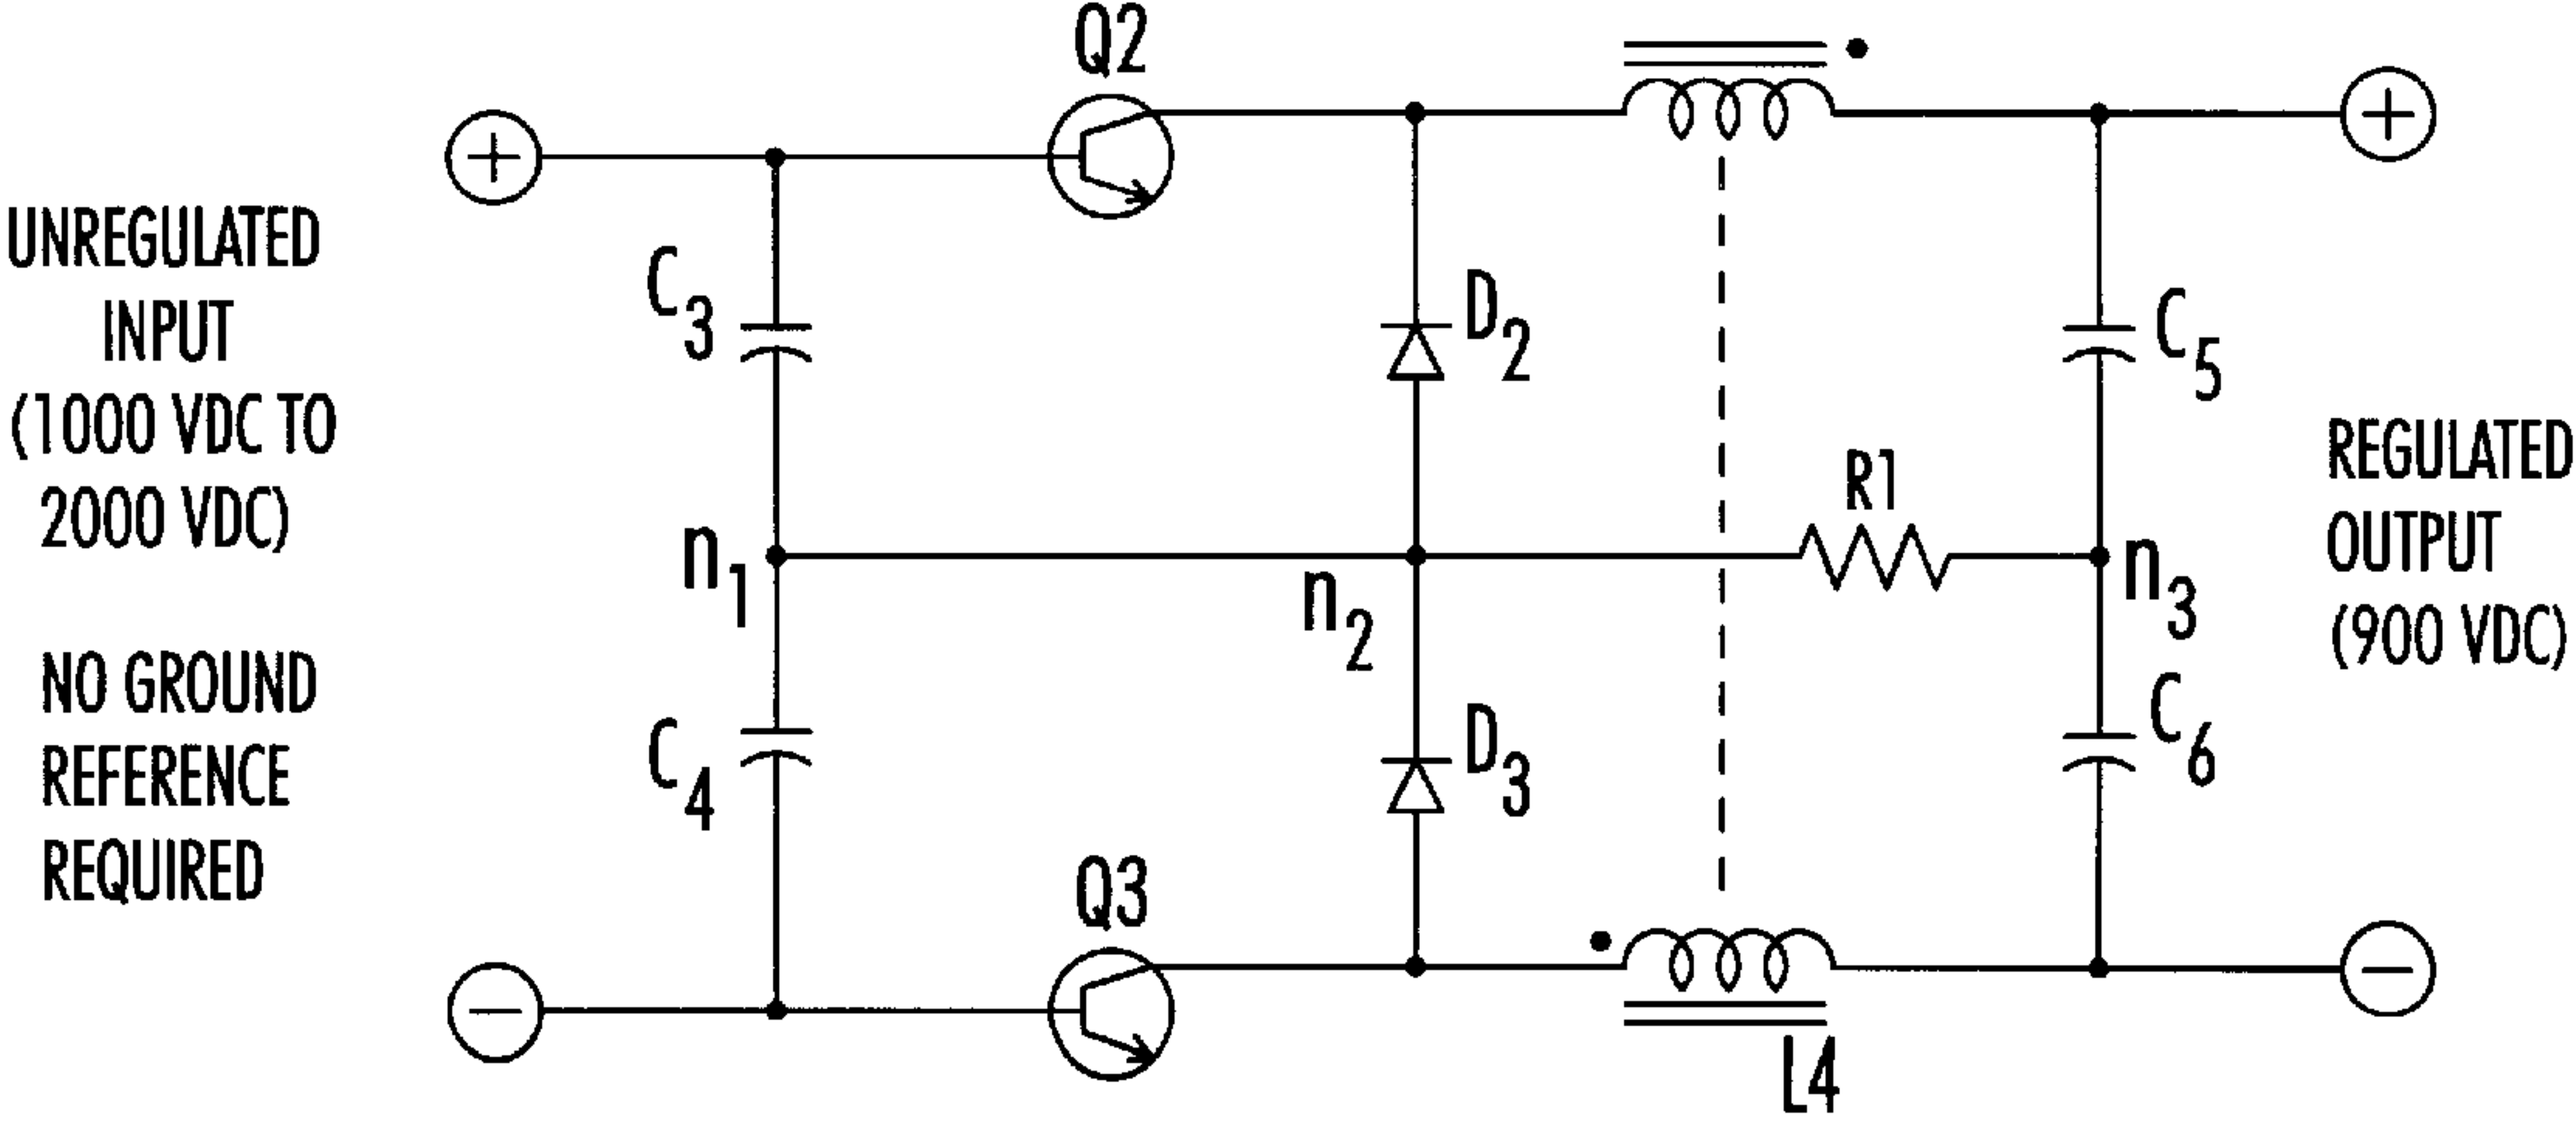 Q2
+
+
UNREGULATED
INPUT
(1000 VDC TO
2000 VDC)
NO GROUND
REFERENCE
REQUIRED
C3
D2
C5
R1
n1
n2
n3
REGULATED
OUTPUT
(900 VDC)
C4
D3
C6
Q3
−
−
L4